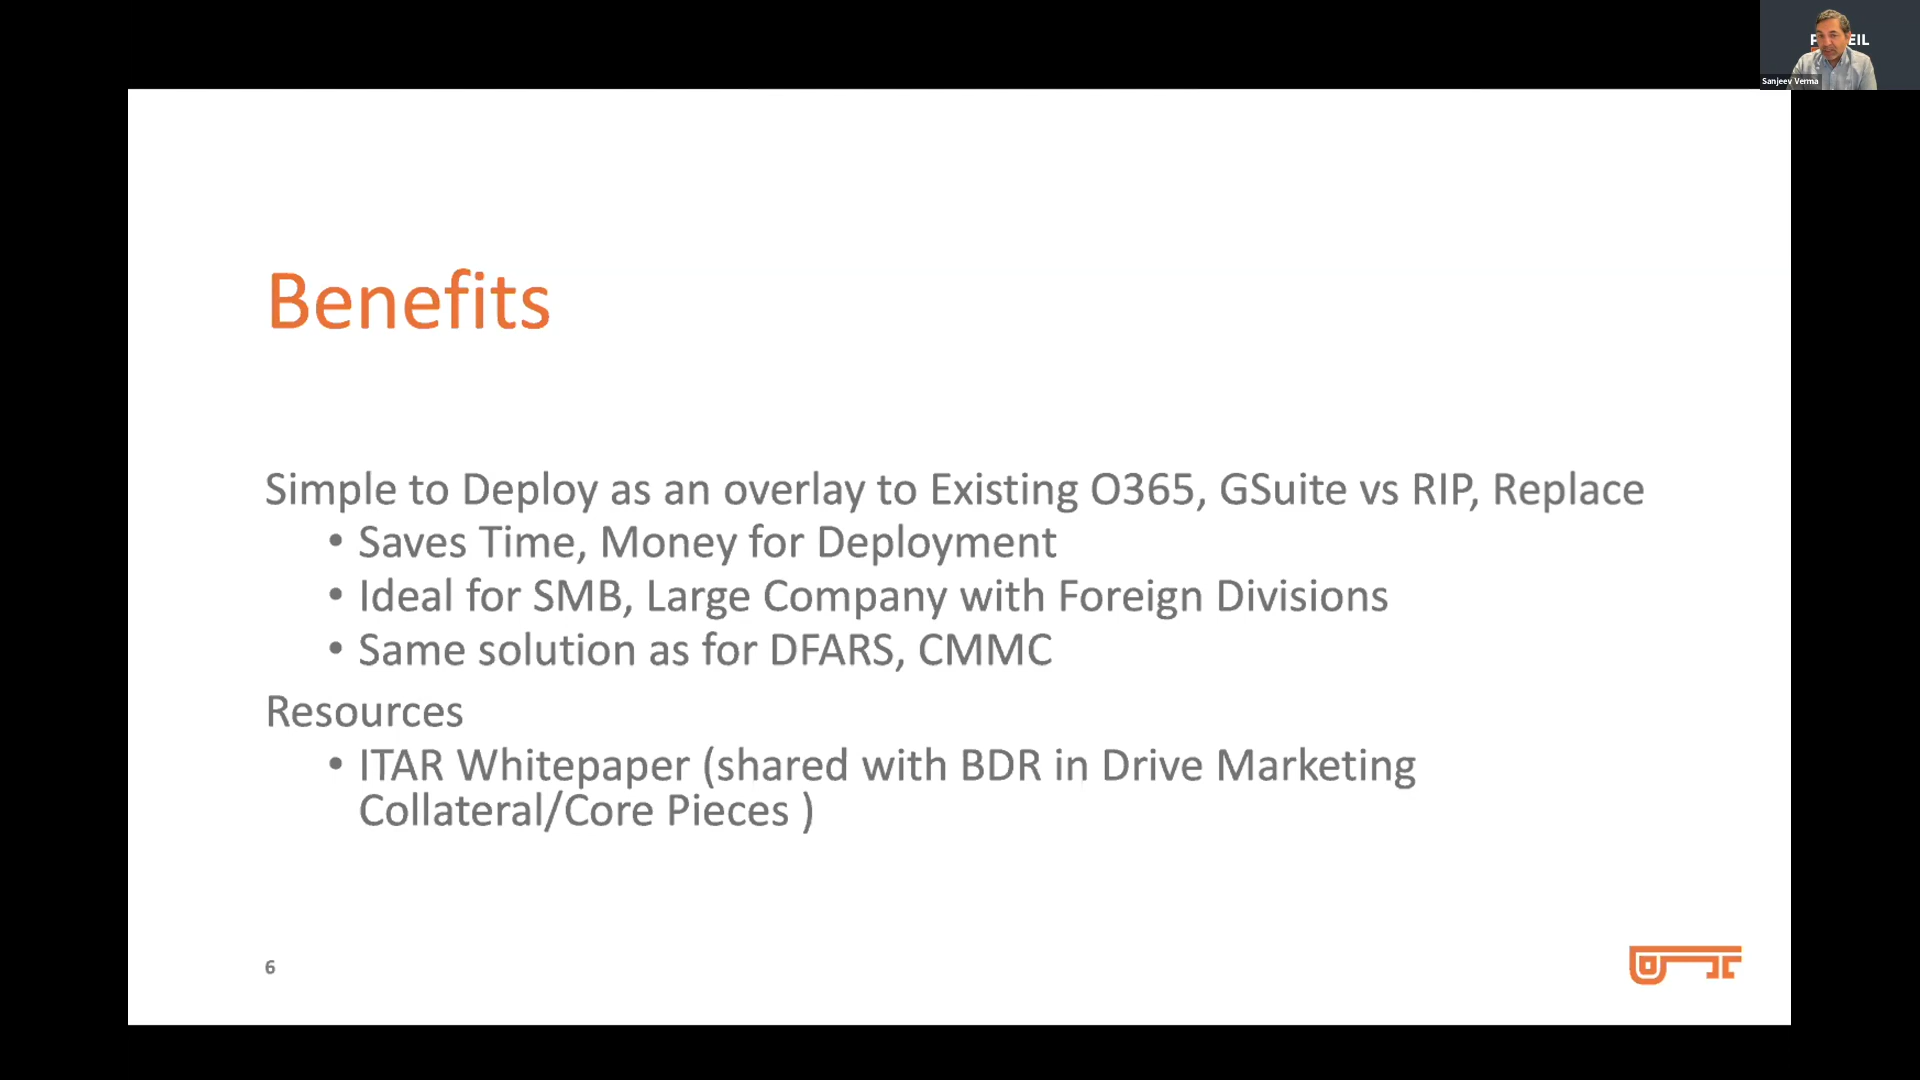 Sanjeev Verma
Benefits
Simple to Deploy as an overlay to Existing O365, GSuite vs RIP, Replace
• Saves Time, Money for Deployment
• Ideal for SMB, Large Company with Foreign Divisions
• Same solution as for DFARS, CMMC
Resources
• ITAR Whitepaper (shared with BDR in Drive Marketing
Collateral/Core Pieces )
6